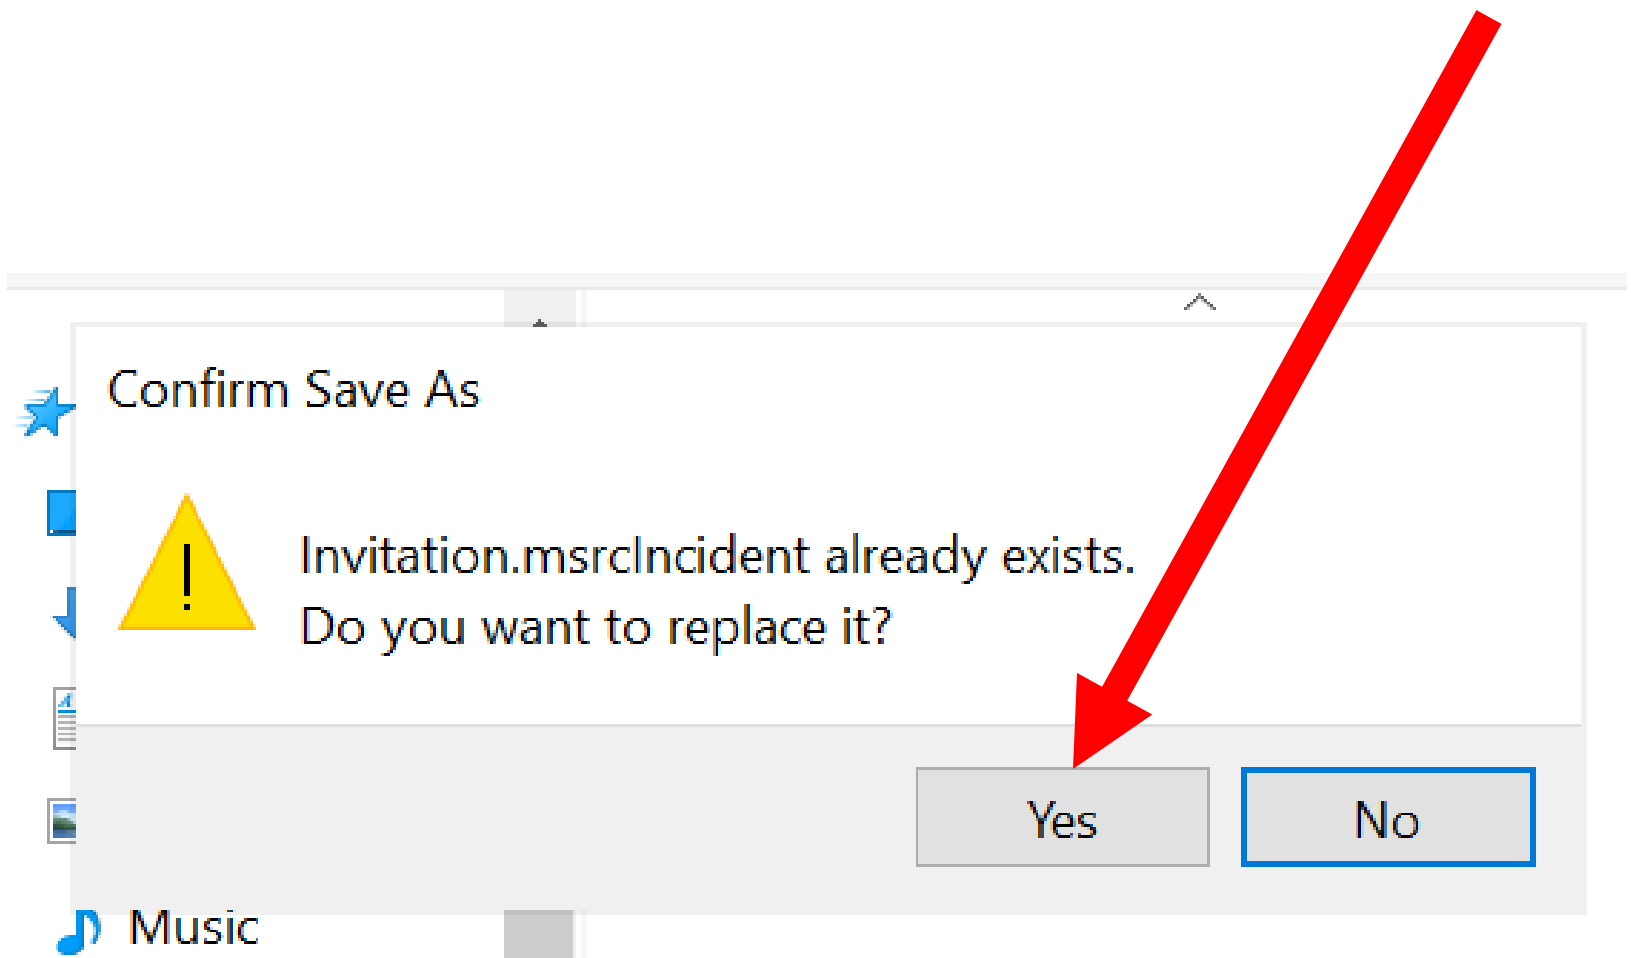 Confirm Save As
Invitation.msrcIncident already exists.
Do you want to replace it?
Yes
No
Music